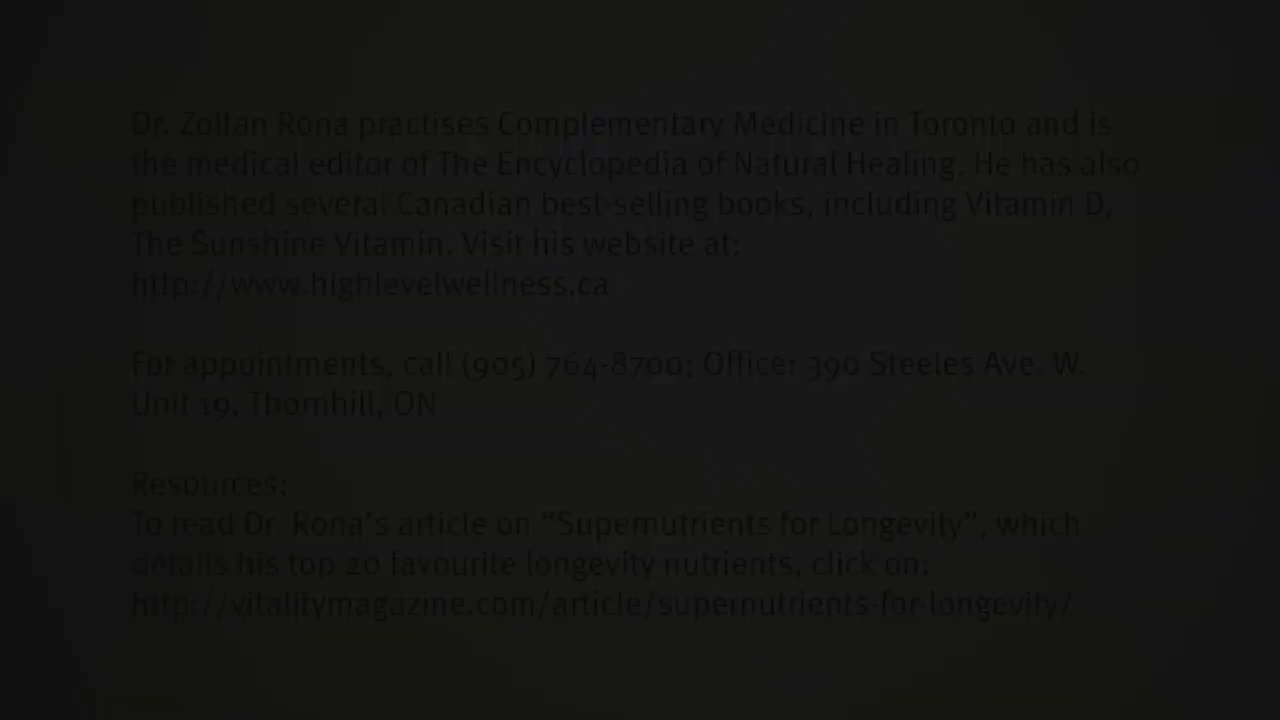 Dr. Zoltan Rona practises Complementary Medicine in Toronto and is
the medical editor of The Encyclopedia of Natural Healing. He has also
published several Canadian best-selling books, including Vitamin D,
The Sunshine Vitamin. Visit his website at:
http://www.highlevelwellness.ca
For appointments, call (905) 764-8700; Office: 390 Steeles Ave. W.
Unit 19, Thornhill, ON
Resources:
To read Dr. Rona's article on “Supernutrients for Longevity”, which
details his top 20 favourite longevity nutrients, click on:
http://vitalitymagazine.com/article/supernutrients-for-longevity/